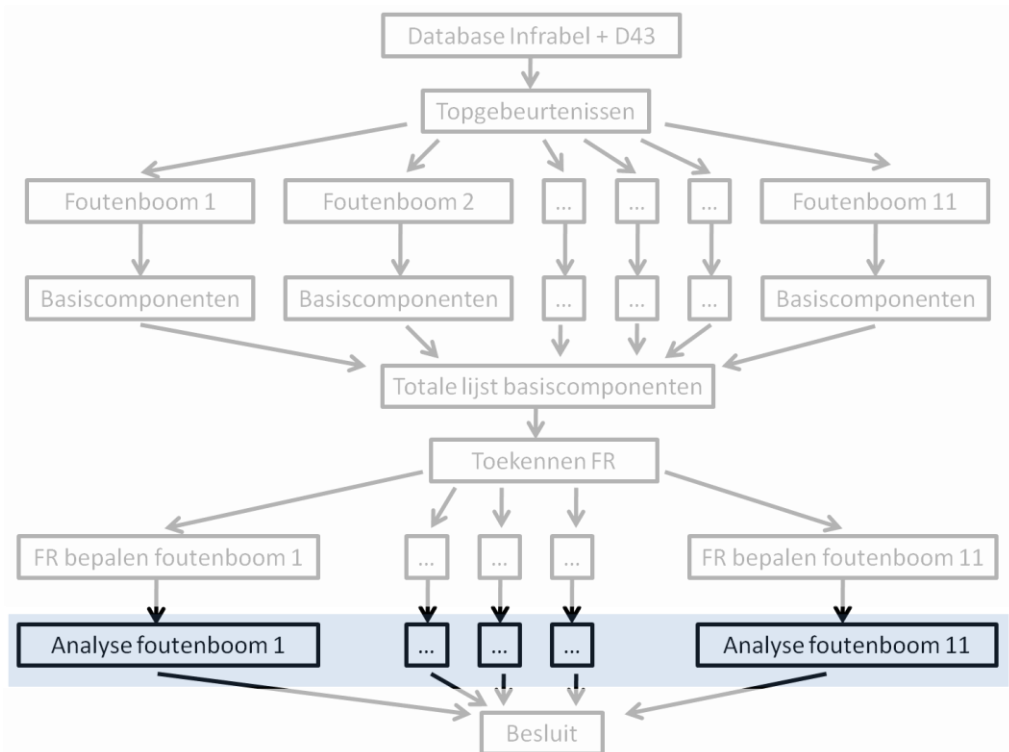 Database Infrabel + D43
Topgebeurtenissen
Foutenboom 1 Foutenboom 2 ... ... ... Foutenboom 11
Basiscomponenten Basiscomponenten ... ... ... Basiscomponenten
Totale lijst basiscomponenten
Toekennen FR
FR bepalen foutenboom 1 ... ... ... FR bepalen foutenboom 11
Analyse foutenboom 1 ... ... ... Analyse foutenboom 11
Besluit